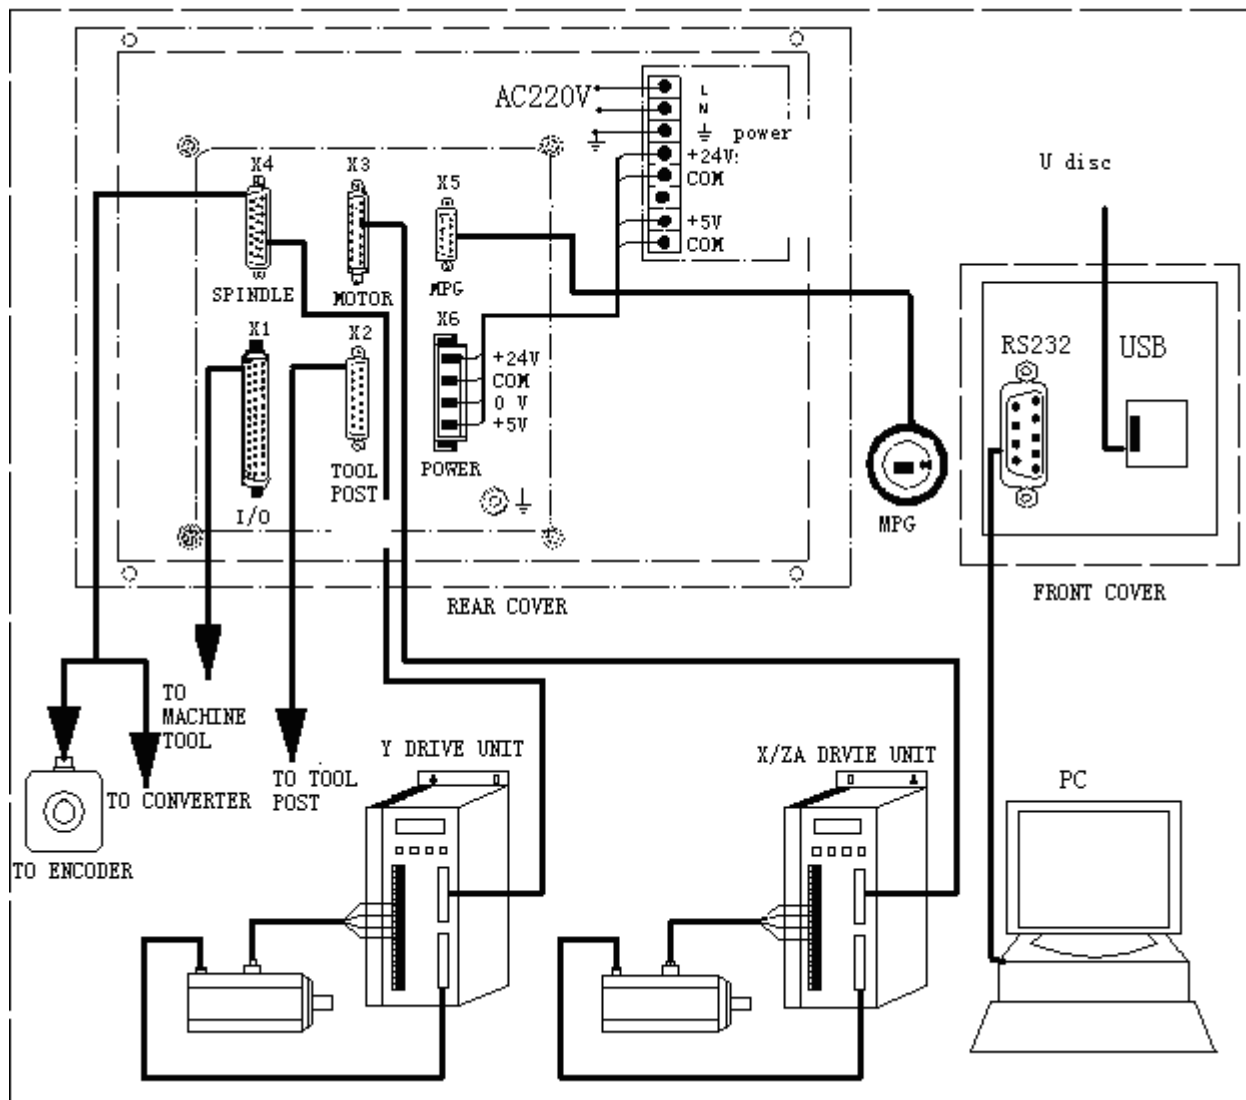 AC220V
L
N
power
+24V:
COM
+5V
COM
X4
X3
X5
SPINDLE
MOTOR
MPG
X1
X2
X6
+24V
COM
0 V
+5V
TOOL
POST
POWER
I/O
REAR COVER
MPG
U disc
RS232
USB
FRONT COVER
TO
MACHINE
TOOL
TO CONVERTER
TO ENCODER
TO TOOL
POST
Y DRIVE UNIT
X/ZA DRVIE UNIT
PC